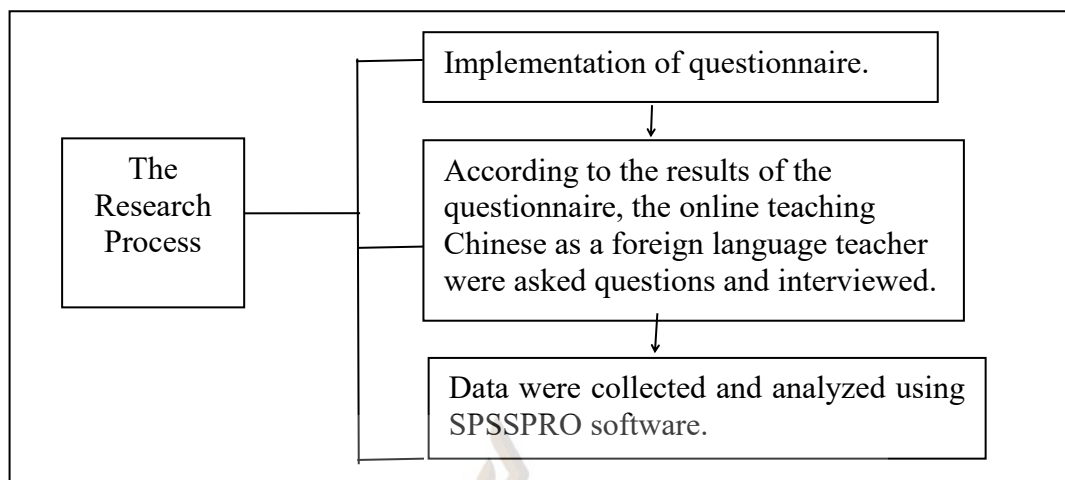 The
Research
Process
Implementation of questionnaire.
According to the results of the
questionnaire, the online teaching
Chinese as a foreign language teacher
were asked questions and interviewed.
Data were collected and analyzed using
SPSSPRO software.